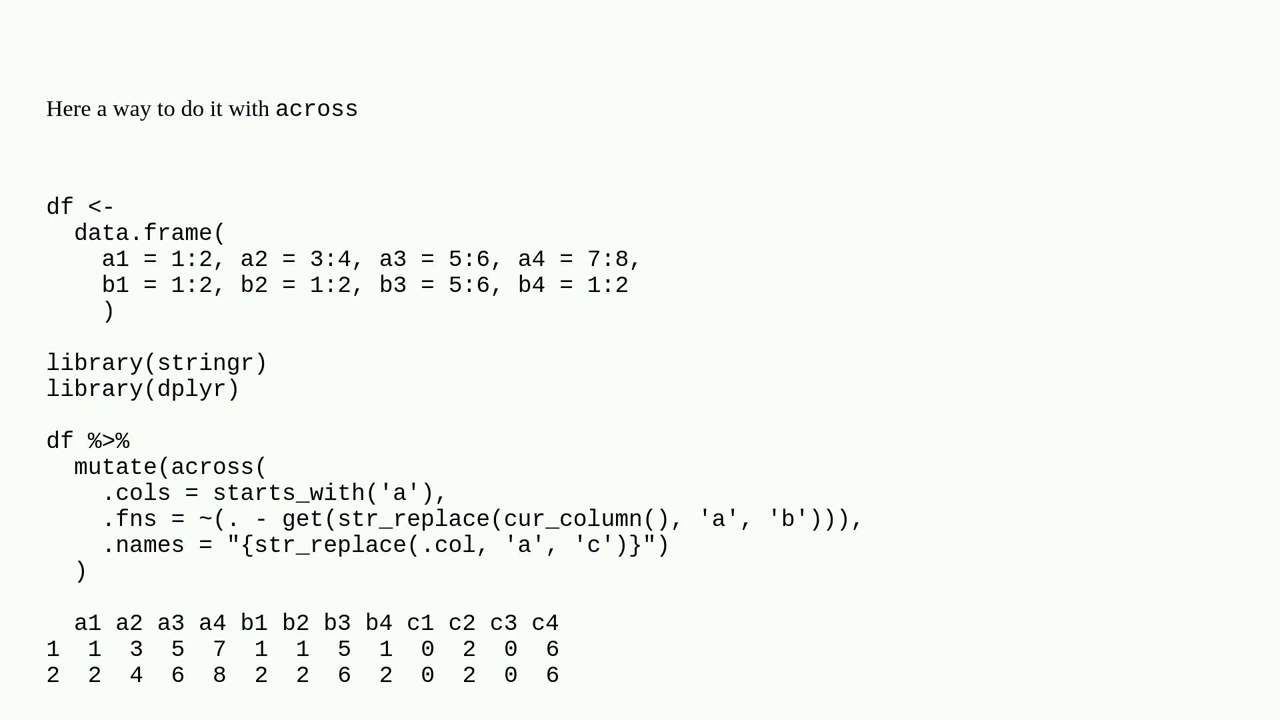 Here a way to do it with across
df <-
  data.frame(
    a1 = 1:2, a2 = 3:4, a3 = 5:6, a4 = 7:8,
    b1 = 1:2, b2 = 1:2, b3 = 5:6, b4 = 1:2
    )
library(stringr)
library(dplyr)
df %>%
  mutate(across(
    .cols = starts_with('a'),
    .fns = ~(. - get(str_replace(cur_column(), 'a', 'b'))),
    .names = "{str_replace(.col, 'a', 'c')}")
  )
  a1 a2 a3 a4 b1 b2 b3 b4 c1 c2 c3 c4
1  1  3  5  7  1  1  5  1  0  2  0  6
2  2  4  6  8  2  2  6  2  0  2  0  6